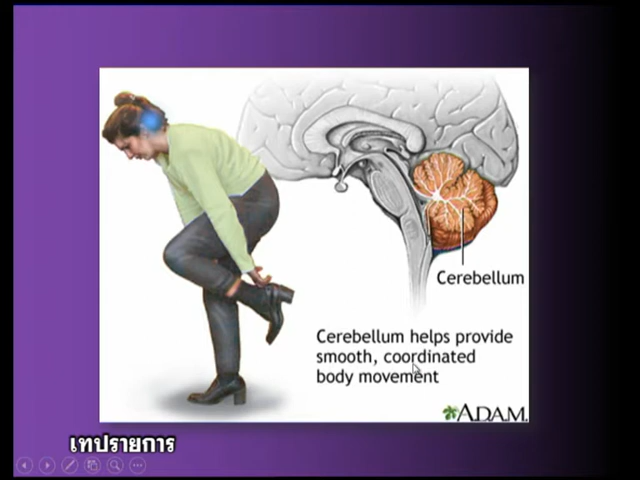 Cerebellum
Cerebellum helps provide
smooth, coordinated
body movement
ADAM.
เทปรายการ